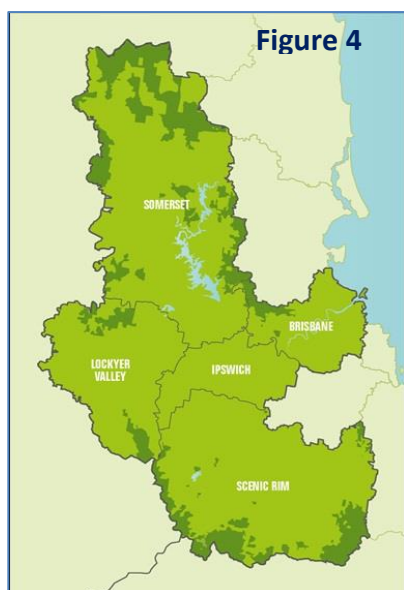 Figure 4
SOMERSET
BRISBANE
LOCKYER
VALLEY
IPSWICH
SCENIC RIM